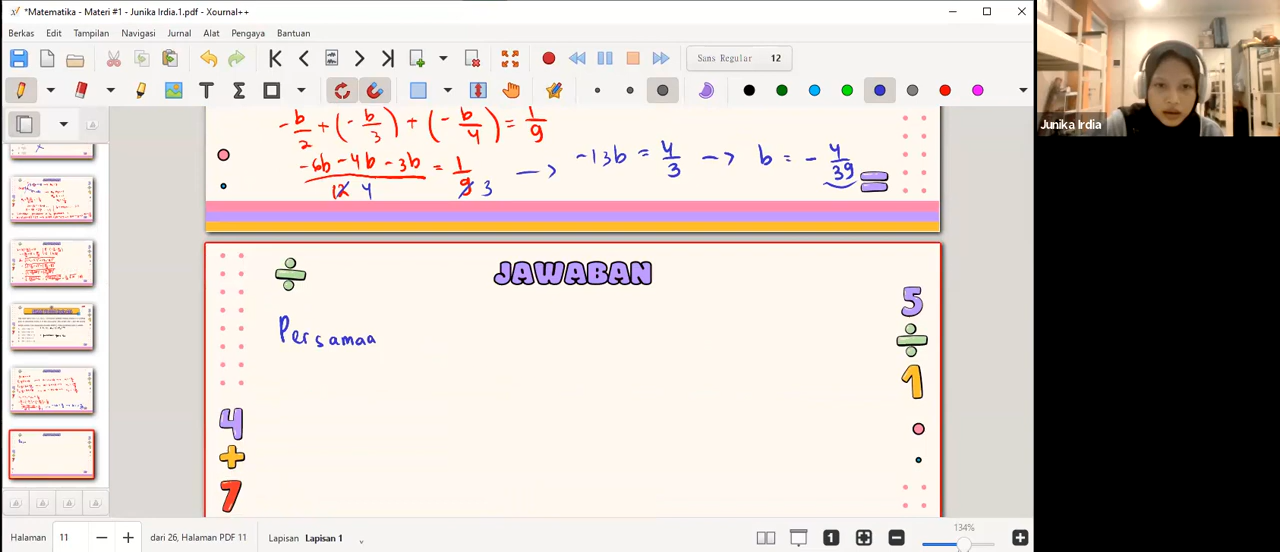 *Matematika - Materi #1 - Junika Irdia.1.pdf - Xournal++
Berkas Edit Tampilan Navigasi Jurnal Alat Pengaya Bantuan
Sans Regular 12
-b/2 + (-b/3) + (-b/4) = 1/9
-6b - 4b - 3b / 12 4 = 1/9 3 → -13b = 4/3 → b = -4/39
JAWABAN
Persamaa
5
÷
1
4
+
7
Junika Irdia
Halaman 11 dari 26, Halaman PDF 11 Lapisan Lapisan 1 1 134%